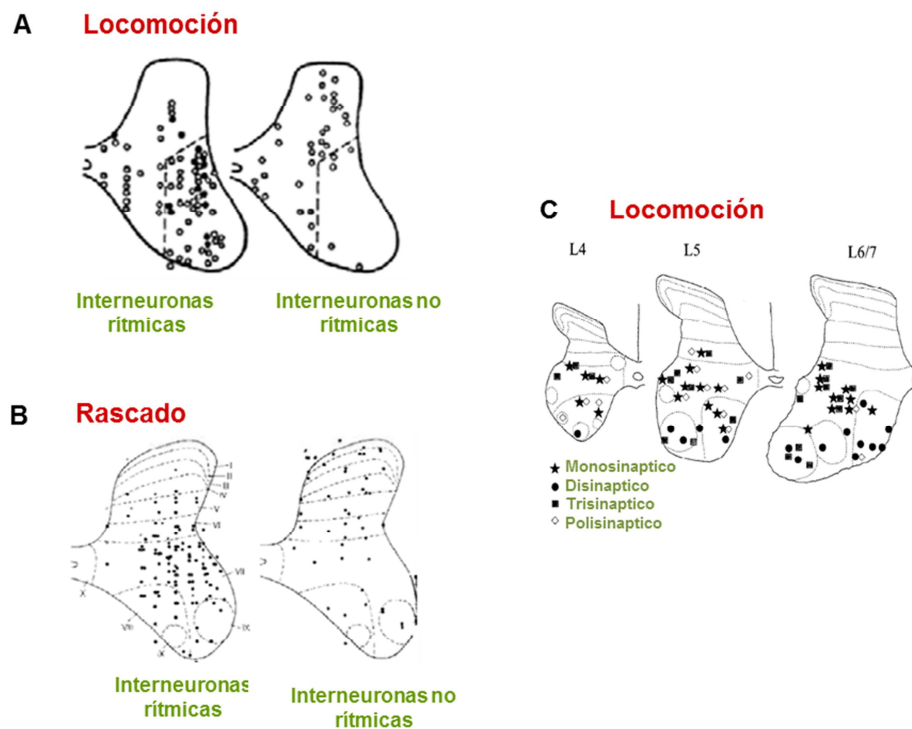 A Locomoción
Interneuronas
rítmicas
Interneuronas no
rítmicas
B Rascado
I
II
III
IV
V
VI
VII
IX
X
VIII
Interneuronas
rítmicas
Interneuronas no
rítmicas
C Locomoción
L4 L5 L6/7
Monosinaptico
Disinaptico
Trisinaptico
Polisinaptico